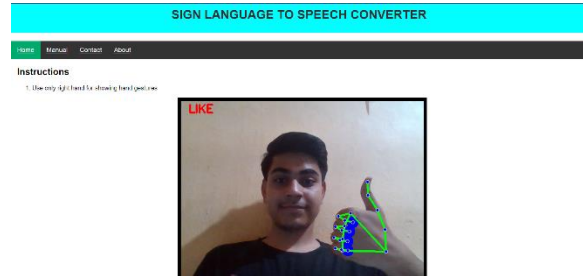 SIGN LANGUAGE TO SPEECH CONVERTER
Home Manual Contact About
Instructions
1. Use only right hand for showing hand gestures
LIKE